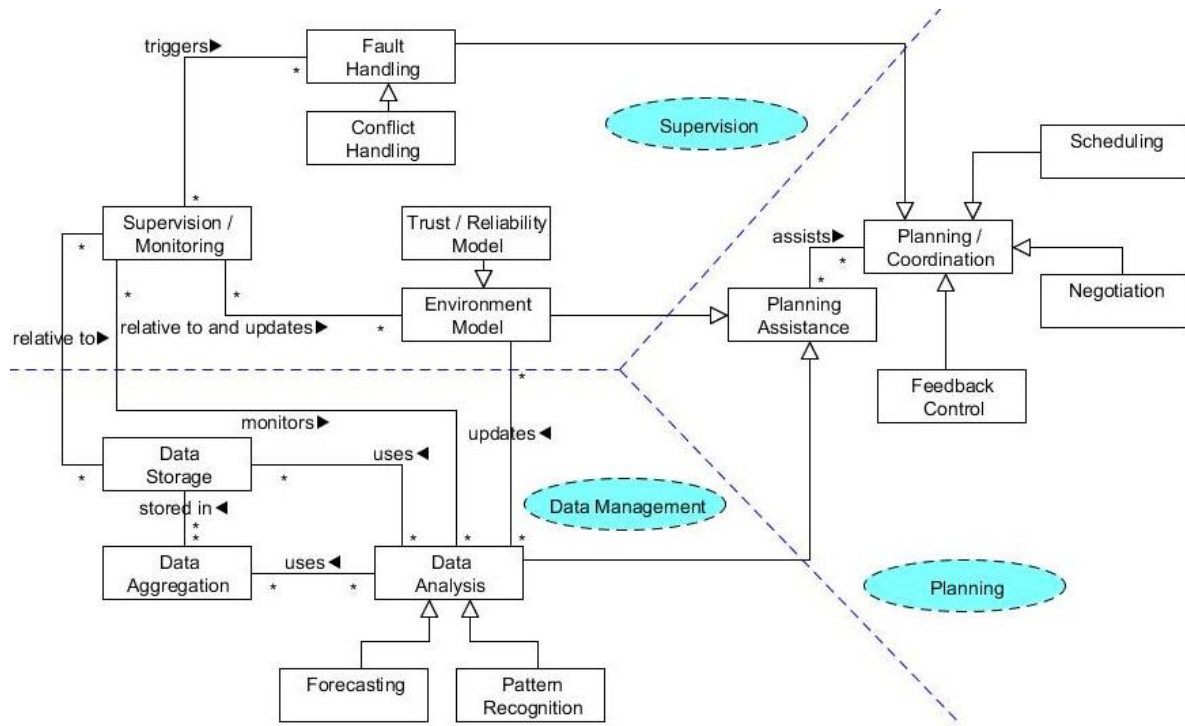 triggers▶
*
Fault
Handling
Conflict
Handling
Supervision
Scheduling
*
Supervision /
Monitoring
*
Trust / Reliability
Model
assists▶
*
Planning /
Coordination
*
*
*
Environment
Model
Planning
Assistance
Negotiation
relative to▶
relative to and updates▶
*
*
Feedback
Control
monitors▶
updates◀
Data
Storage
uses◀
*
*
stored in◀
Data Management
*
*
*
*
*
Data
Aggregation
uses◀
*
*
Data
Analysis
Planning
Forecasting
Pattern
Recognition